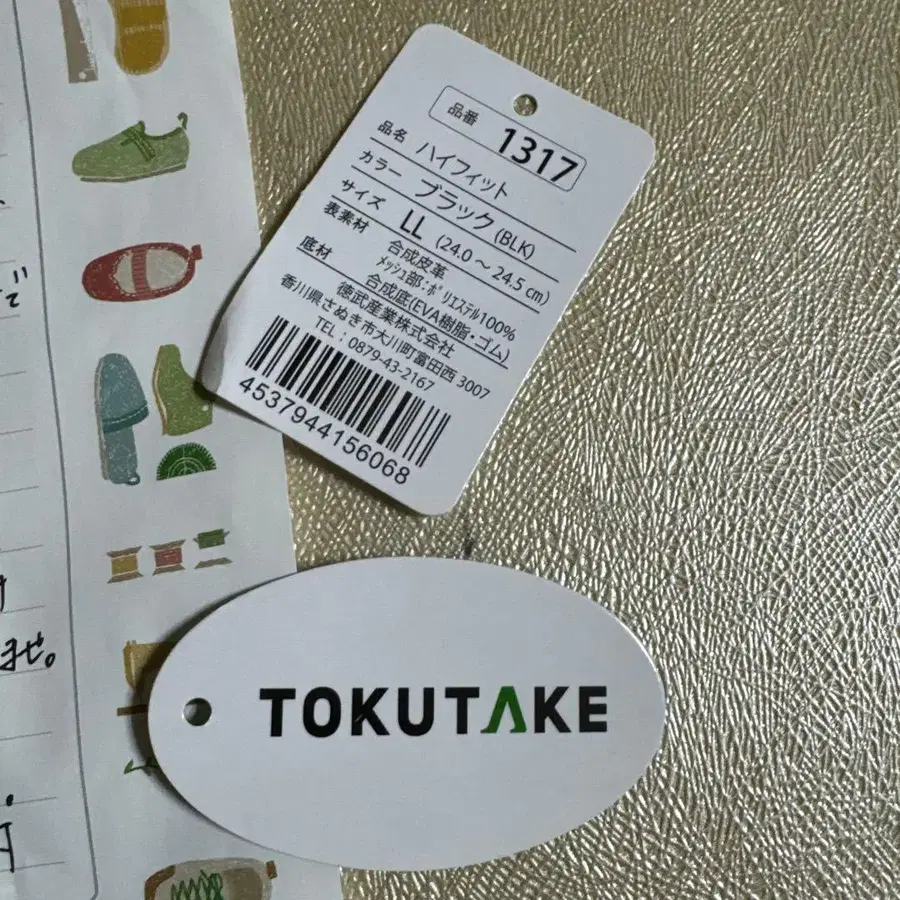 品番 1317
品名 ハイフィット
カラー ブラック (BLK)
サイズ LL (24.0 ～ 24.5 cm)
表素材 合成皮革
ﾒｯｼｭ部:ﾎﾟﾘｴｽﾃﾙ100%
底材 合成底(EVA樹脂・ゴム)
徳武産業株式会社
香川県さぬき市大川町富田西 3007
TEL : 0879-43-2167
4537944156068
TOKUTAKE
で
ませ。